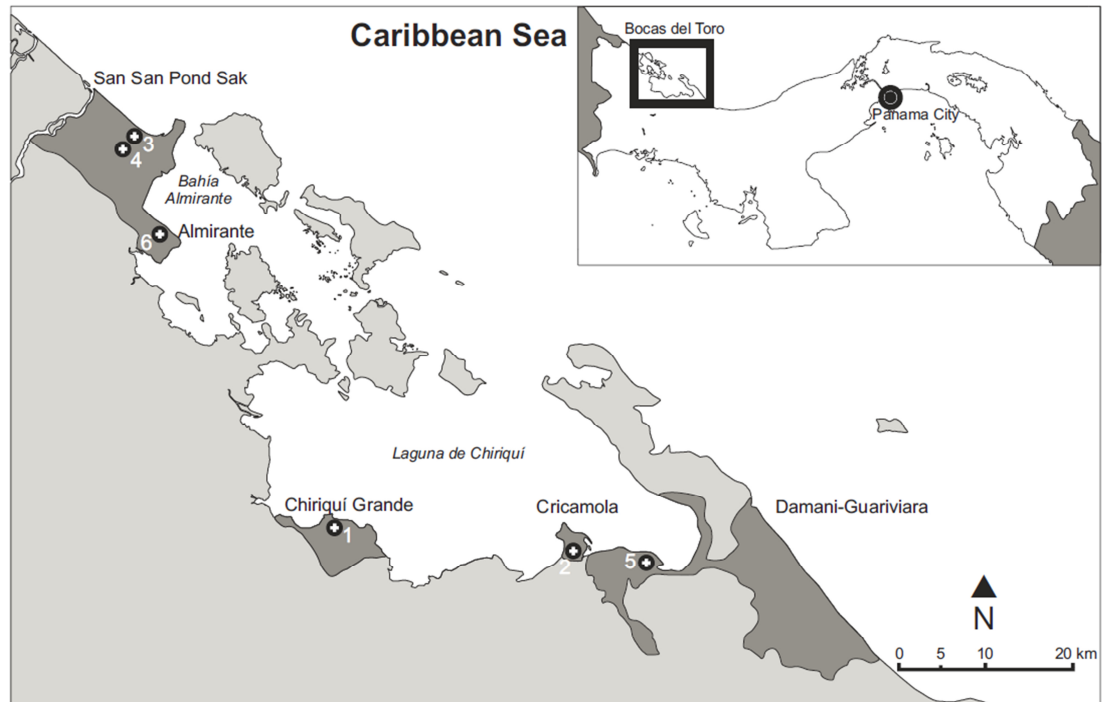 Caribbean Sea
Bocas del Toro
Panama City
San San Pond Sak
3
4
Bahía
Almirante
6
Almirante
Laguna de Chiriquí
Chiriquí Grande
1
Cricamola
2
5
Damani-Guariviara
N
0 5 10 20 km